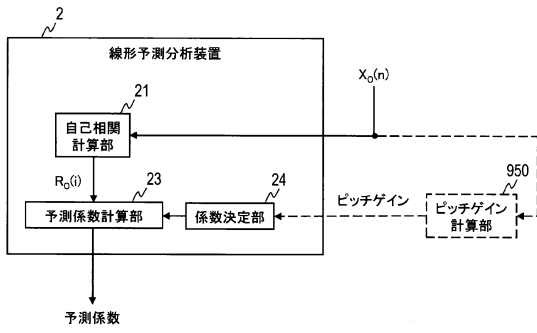 2
線形予測分析装置
X₀(n)
21
自己相関
計算部
R₀(i)
23
予測係数計算部
24
係数決定部
ピッチゲイン
950
ピッチゲイン
計算部
予測係数